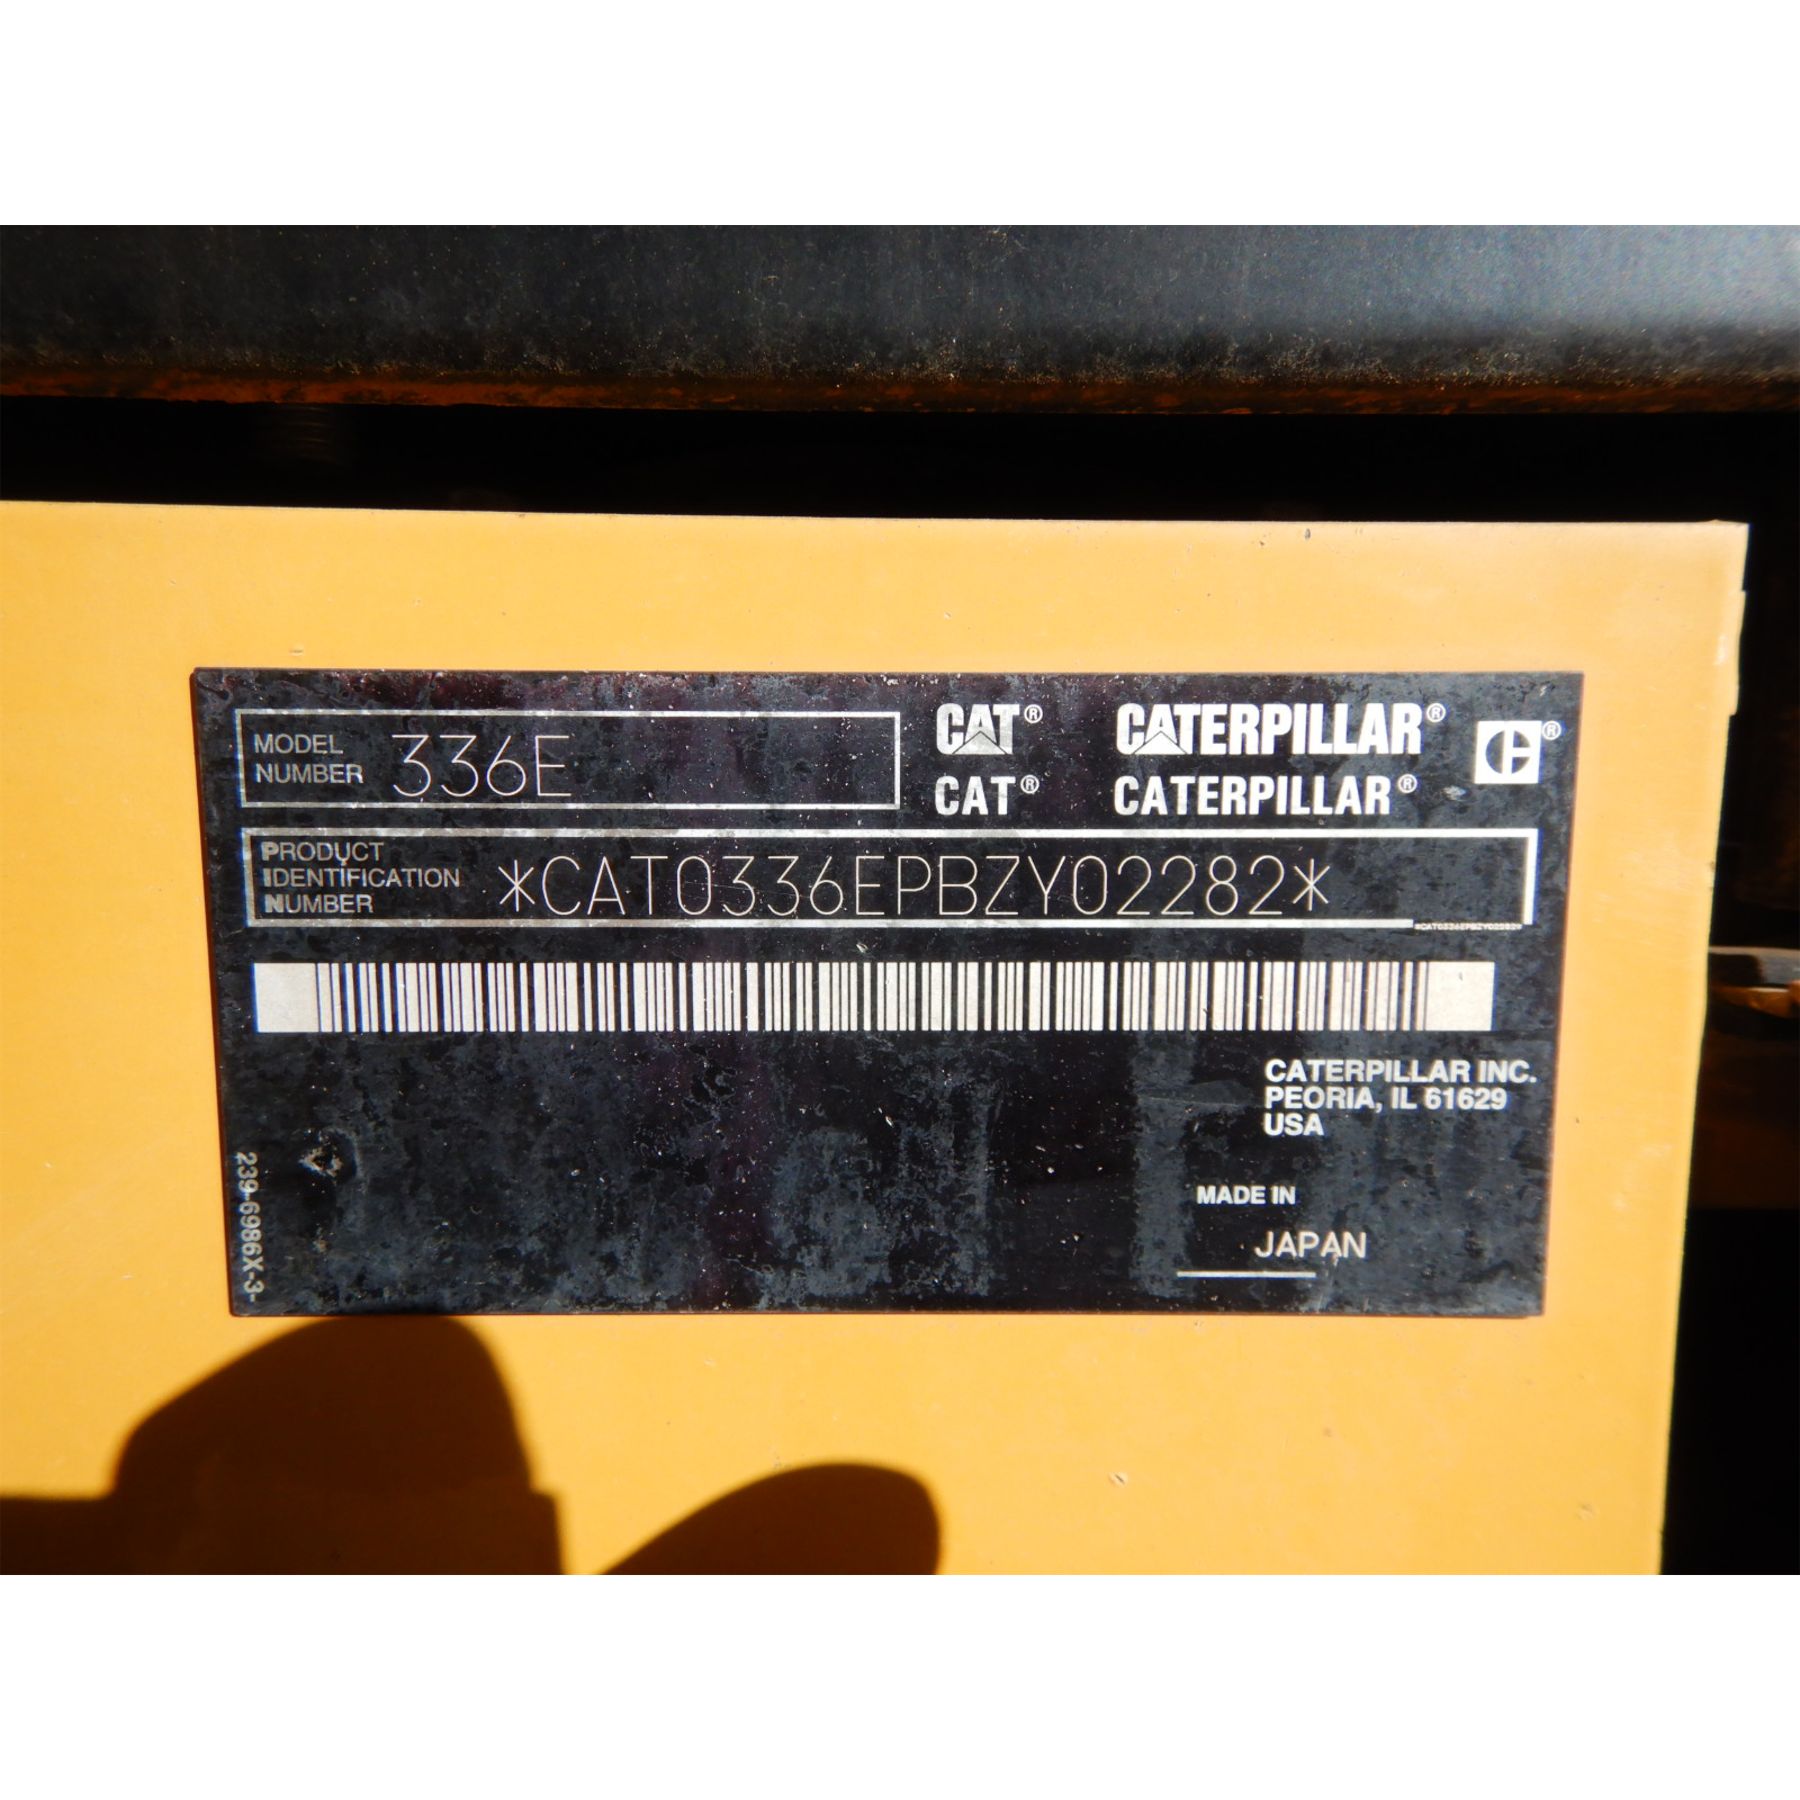 MODEL
NUMBER
336E
CAT® CATERPILLAR® ®
CAT® CATERPILLAR®
PRODUCT
IDENTIFICATION
NUMBER
*CAT0336EPBZY02282*
*CAT0336EPBZY02282*
CATERPILLAR INC.
PEORIA, IL 61629
USA
MADE IN
JAPAN
239-6986X-3-